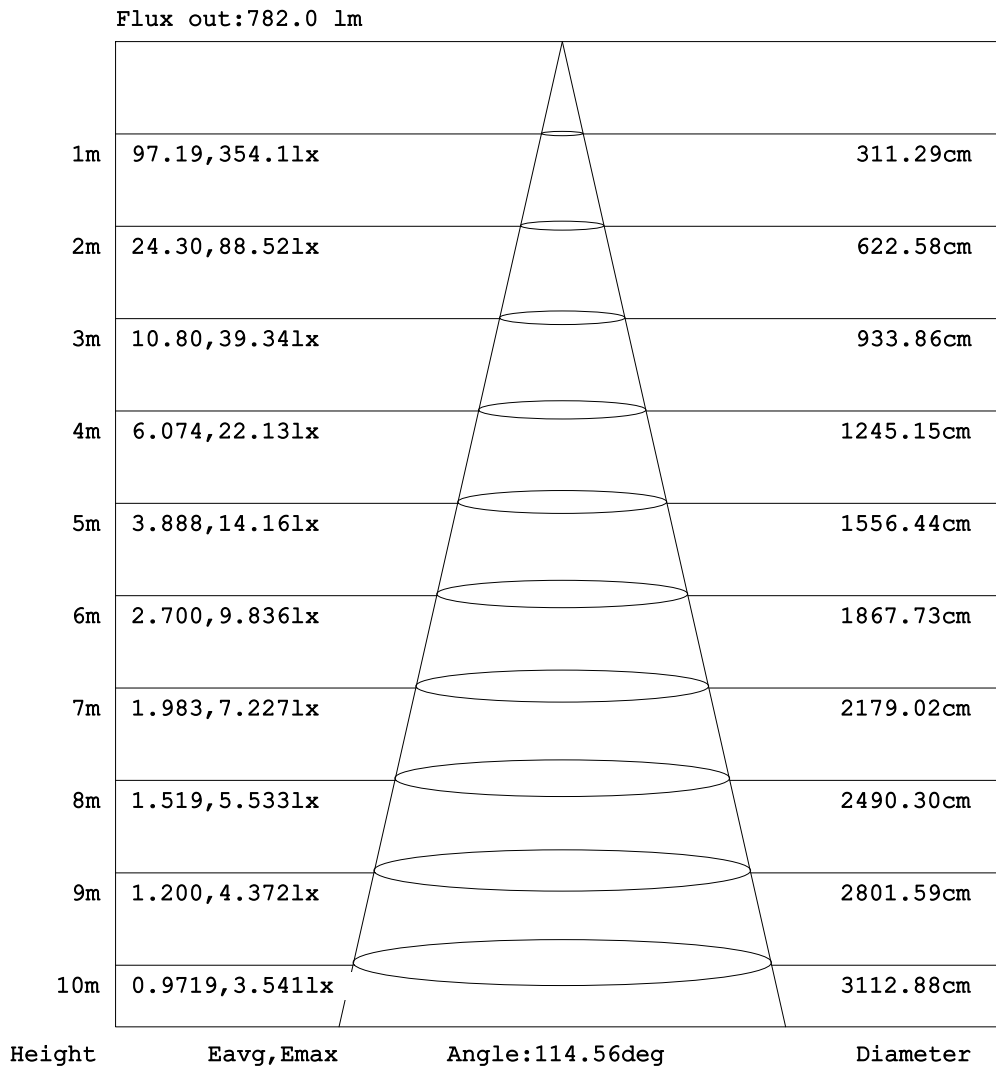 Flux out:782.0 lm
1m 97.19,354.1lx 311.29cm
2m 24.30,88.52lx 622.58cm
3m 10.80,39.34lx 933.86cm
4m 6.074,22.13lx 1245.15cm
5m 3.888,14.16lx 1556.44cm
6m 2.700,9.836lx 1867.73cm
7m 1.983,7.227lx 2179.02cm
8m 1.519,5.533lx 2490.30cm
9m 1.200,4.372lx 2801.59cm
10m 0.9719,3.541lx 3112.88cm
Height Eavg,Emax Angle:114.56deg Diameter